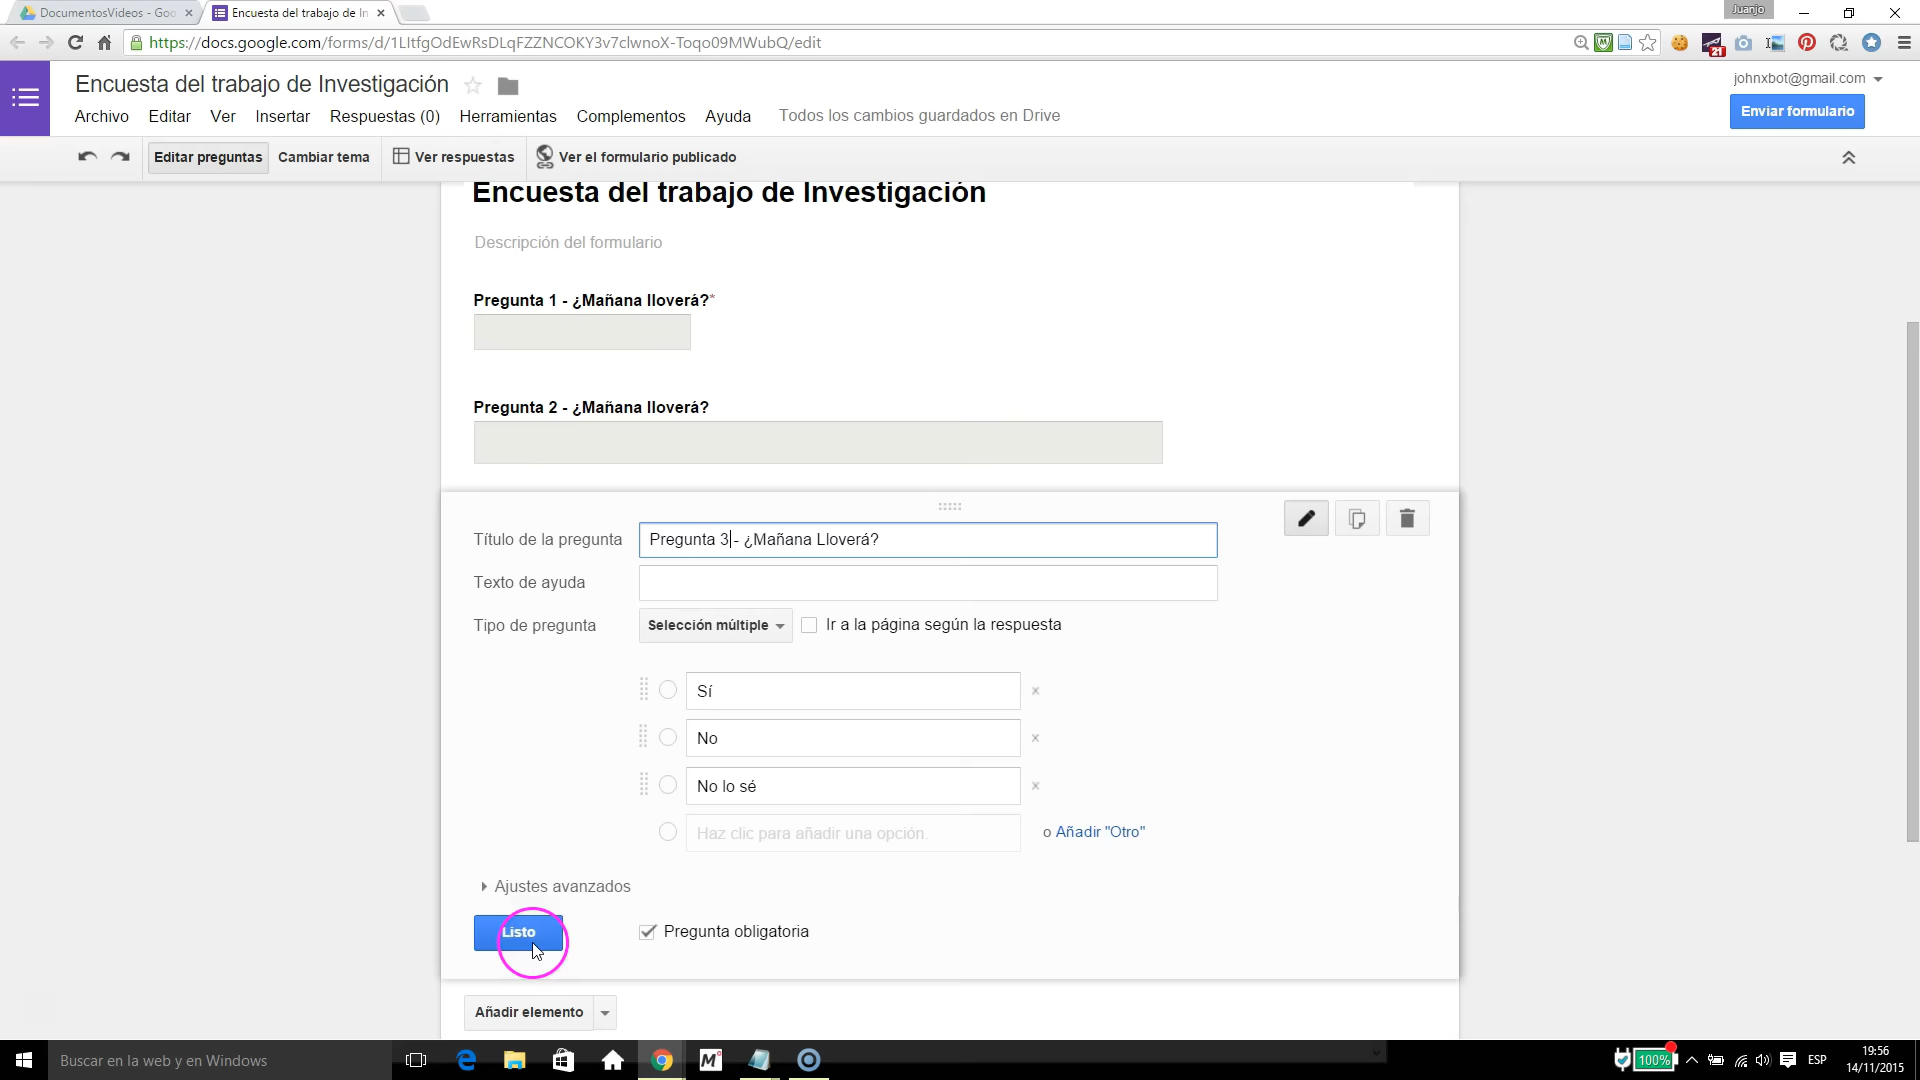 DocumentosVideos - Goo
Encuesta del trabajo de In
Juanjo
https://docs.google.com/forms/d/1LItfgOdEwRsDLqFZZNCOKY3v7clwnoX-Toqo09MWubQ/edit
21
Encuesta del trabajo de Investigación
johnxbot@gmail.com
Archivo Editar Ver Insertar Respuestas (0) Herramientas Complementos Ayuda Todos los cambios guardados en Drive
Enviar formulario
Editar preguntas Cambiar tema Ver respuestas Ver el formulario publicado
Encuesta del trabajo de Investigación
Descripción del formulario
Pregunta 1 - ¿Mañana lloverá?*
Pregunta 2 - ¿Mañana lloverá?
Título de la pregunta Pregunta 3- ¿Mañana Lloverá?
Texto de ayuda
Tipo de pregunta Selección múltiple Ir a la página según la respuesta
Sí
No
No lo sé
Haz clic para añadir una opción. o Añadir "Otro"
Ajustes avanzados
Listo Pregunta obligatoria
Añadir elemento
Buscar en la web y en Windows
100%
ESP
19:56
14/11/2015